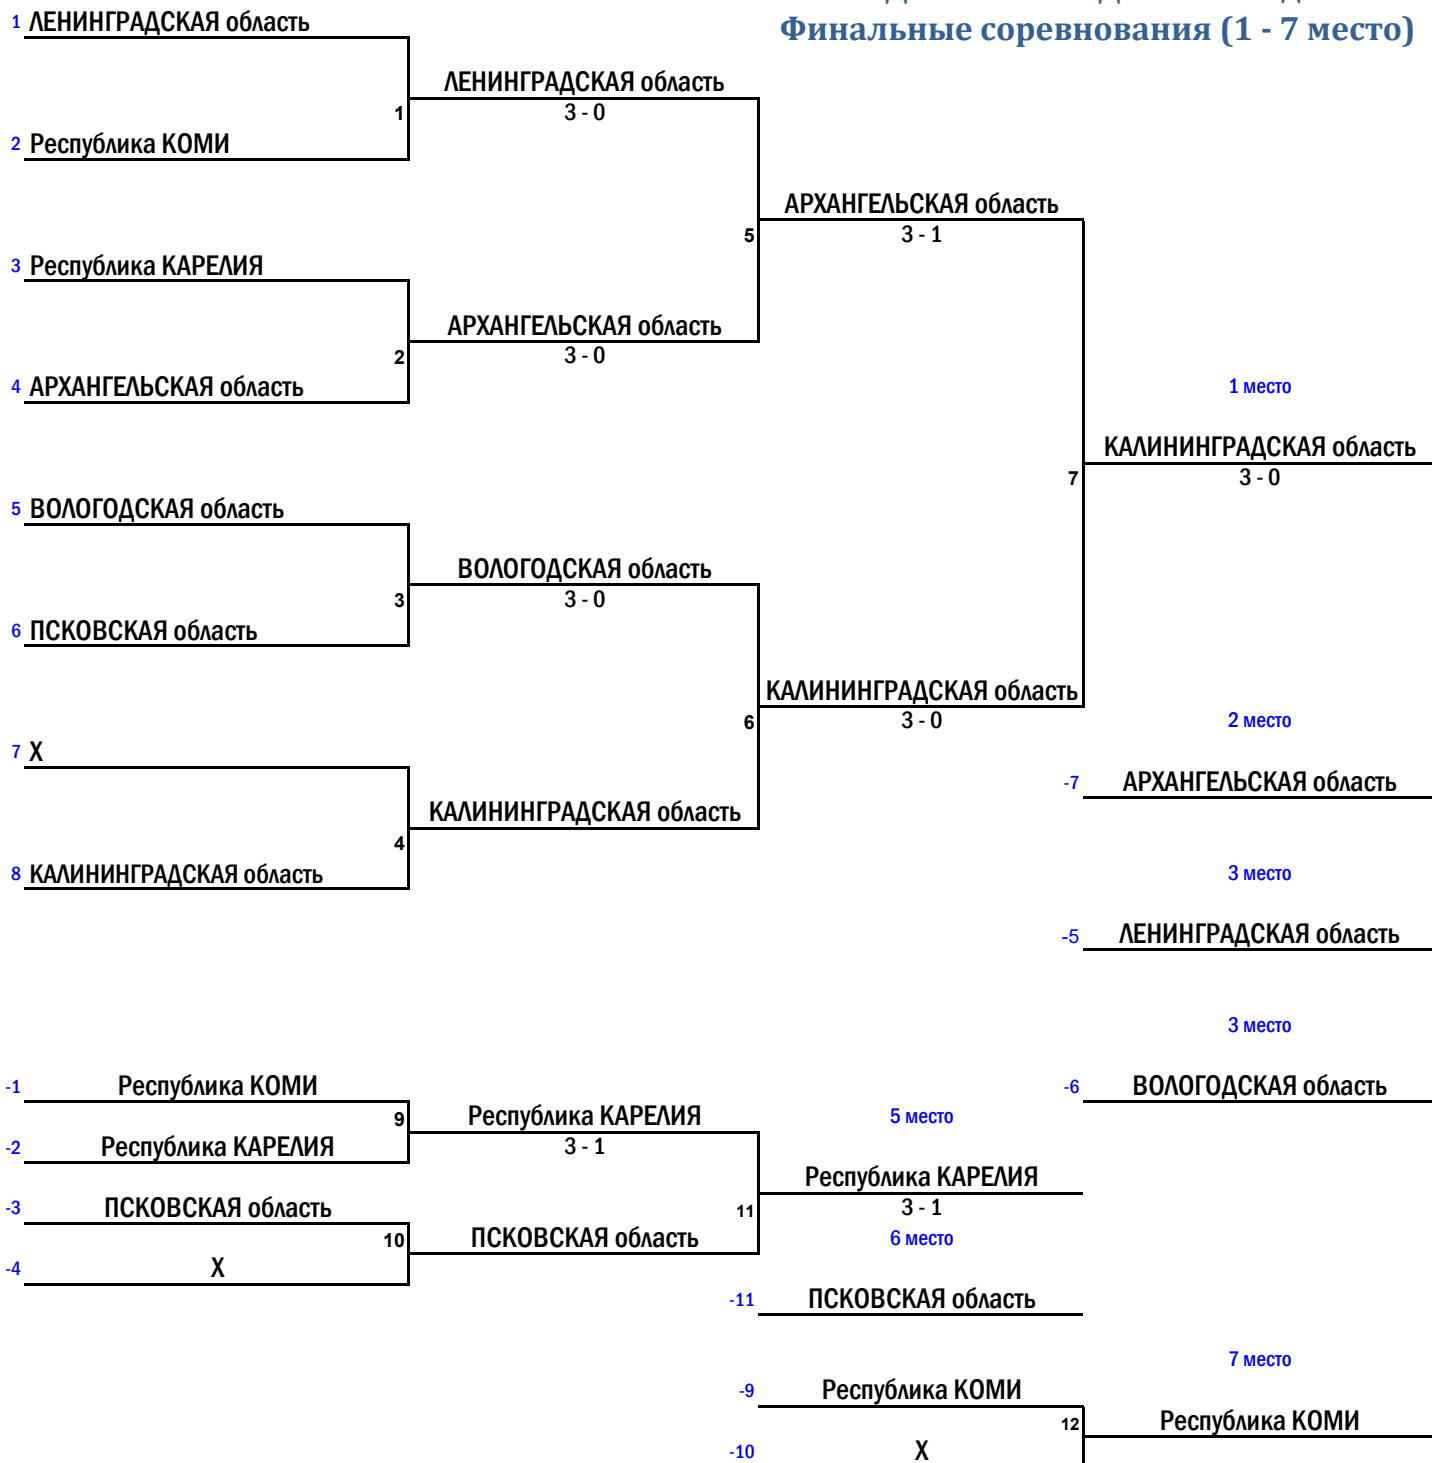 Финальные соревнования (1 - 7 место)
1 ЛЕНИНГРАДСКАЯ область
ЛЕНИНГРАДСКАЯ область
1
3 - 0
2 Республика КОМИ
АРХАНГЕЛЬСКАЯ область
5
3 - 1
3 Республика КАРЕЛИЯ
АРХАНГЕЛЬСКАЯ область
2
3 - 0
4 АРХАНГЕЛЬСКАЯ область
1 место
КАЛИНИНГРАДСКАЯ область
7
3 - 0
5 ВОЛОГОДСКАЯ область
ВОЛОГОДСКАЯ область
3
3 - 0
6 ПСКОВСКАЯ область
КАЛИНИНГРАДСКАЯ область
6
3 - 0
2 место
7 X
-7 АРХАНГЕЛЬСКАЯ область
КАЛИНИНГРАДСКАЯ область
4
8 КАЛИНИНГРАДСКАЯ область
3 место
-5 ЛЕНИНГРАДСКАЯ область
3 место
-1 Республика КОМИ
-6 ВОЛОГОДСКАЯ область
9
Республика КАРЕЛИЯ
5 место
-2 Республика КАРЕЛИЯ
3 - 1
Республика КАРЕЛИЯ
-3 ПСКОВСКАЯ область
11
3 - 1
10
ПСКОВСКАЯ область
6 место
-4 X
-11 ПСКОВСКАЯ область
7 место
-9 Республика КОМИ
12
Республика КОМИ
-10 X